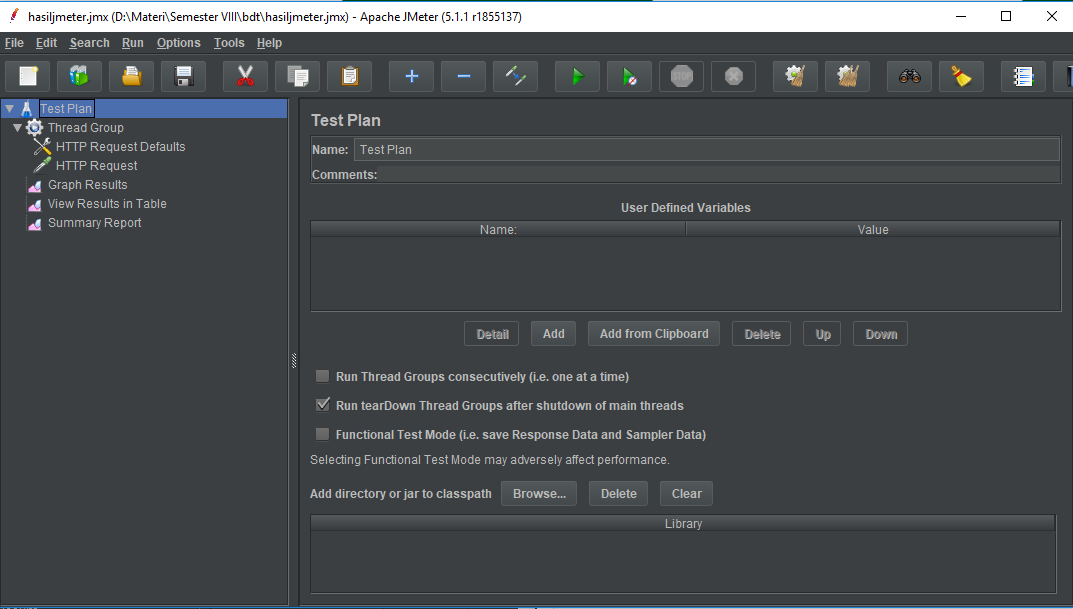 hasiljmeter.jmx (D:\Materi\Semester VIII\bdt\hasiljmeter.jmx) - Apache JMeter (5.1.1 r1855137)
File Edit Search Run Options Tools Help
STOP
Test Plan
Thread Group
HTTP Request Defaults
HTTP Request
Graph Results
View Results in Table
Summary Report
Test Plan
Name: Test Plan
Comments:
User Defined Variables
Name: Value
Detail Add Add from Clipboard Delete Up Down
Run Thread Groups consecutively (i.e. one at a time)
Run tearDown Thread Groups after shutdown of main threads
Functional Test Mode (i.e. save Response Data and Sampler Data)
Selecting Functional Test Mode may adversely affect performance.
Add directory or jar to classpath Browse... Delete Clear
Library